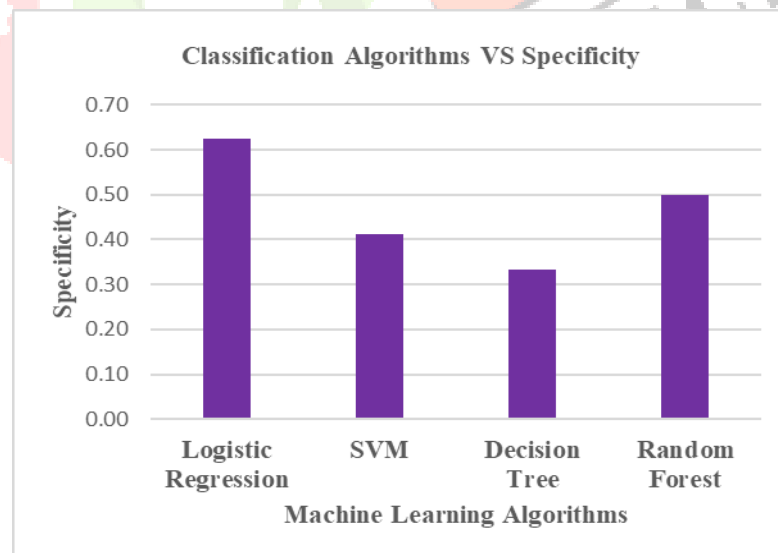 Classification Algorithms VS Specificity
0.70
0.60
0.50
0.40
0.30
0.20
0.10
0.00
Specificity
Logistic
Regression
SVM
Decision
Tree
Random
Forest
Machine Learning Algorithms